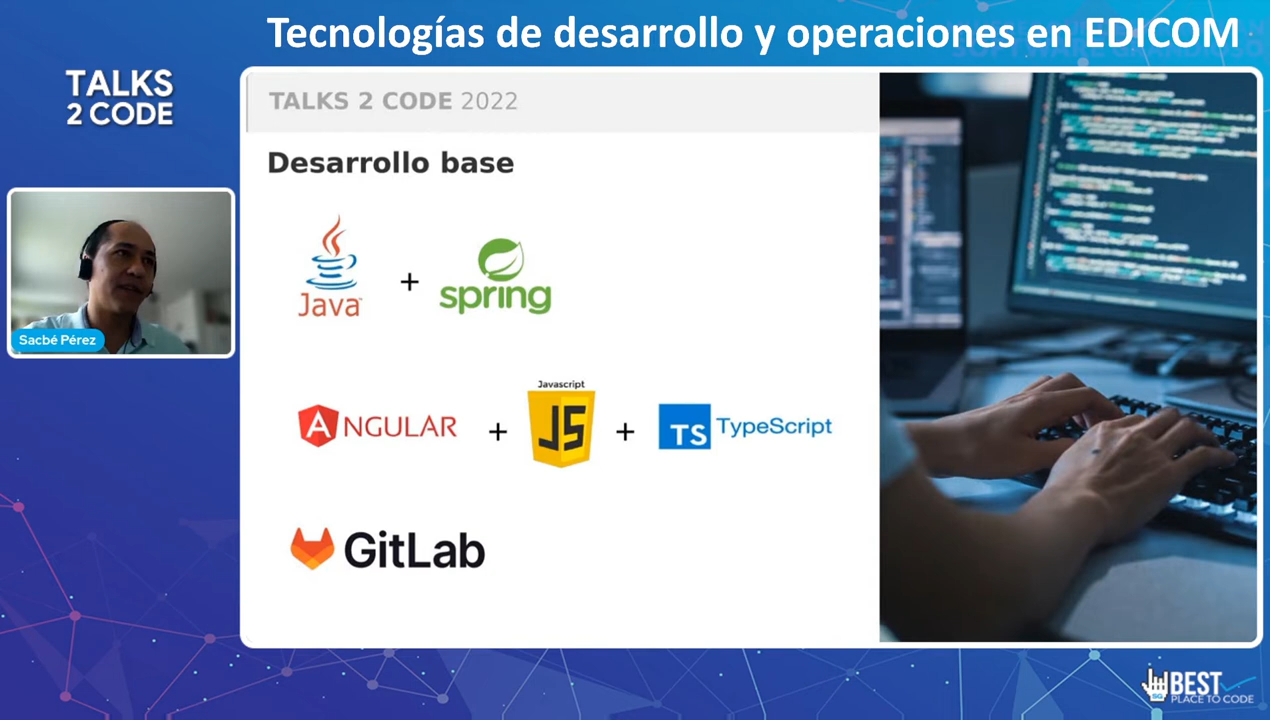 Tecnologías de desarrollo y operaciones en EDICOM
TALKS
2 CODE
TALKS 2 CODE 2022
Desarrollo base
Java
+
spring
Sacbé Pérez
ANGULAR
+
Javascript
JS
+
TS TypeScript
GitLab
SG BEST
PLACE TO CODE